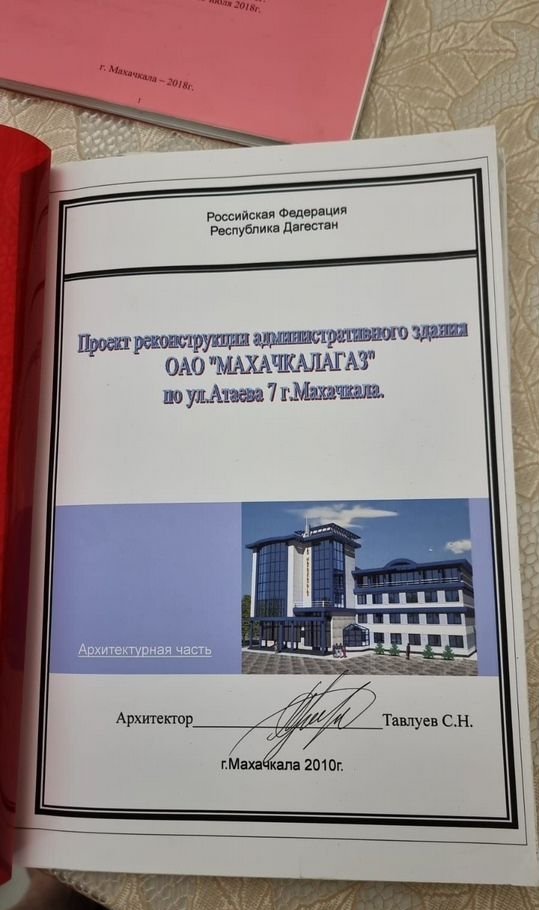 июля 2018г.
г. Махачкала – 2018г.
1
Российская Федерация
Республика Дагестан
Проект реконструкции административного здания
ОАО "МАХАЧКАЛАГАЗ"
по ул.Атаева 7 г.Махачкала.
Архитектурная часть
Архитектор Тавлуев С.Н.
г.Махачкала 2010г.